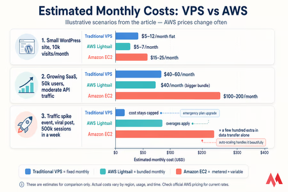 Estimated Monthly Costs: VPS vs AWS
Illustrative scenarios from the article — AWS prices change often
1. Small WordPress
site, 10k
visits/month
Traditional VPS
$5–12/month flat
AWS Lightsail
$5–7/month
Amazon EC2
$15–25/month
2. Growing SaaS,
50k users,
moderate API
traffic
Traditional VPS
$40–60/month
AWS Lightsail
$40/month (bigger bundle)
Amazon EC2
$100–200/month
3. Traffic spike
event, viral post,
500k sessions
in a week
Traditional VPS
cost stays capped +
emergency plan upgrade
AWS Lightsail
overages apply
Amazon EC2
+ a few hundred extra in
data transfer alone
autoscaling handles it beautifully
$0
$50
$100
$200
$300
$400
Estimated monthly cost (USD)
Traditional VPS = fixed monthly
AWS Lightsail = bundled monthly
Amazon EC2 = metered + variable
These are estimates for comparison only. Actual costs vary by region, usage, and time. Check official AWS pricing for current rates.